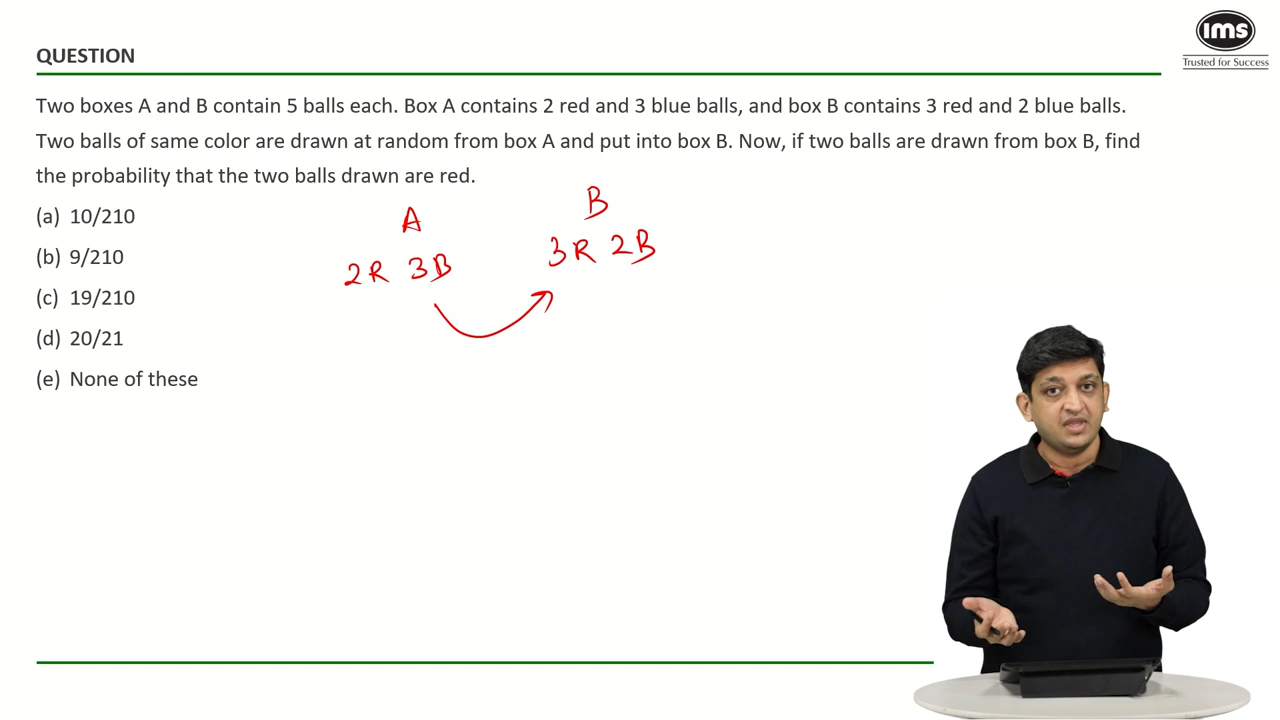 ims
Trusted for Success
QUESTION
Two boxes A and B contain 5 balls each. Box A contains 2 red and 3 blue balls, and box B contains 3 red and 2 blue balls.
Two balls of same color are drawn at random from box A and put into box B. Now, if two balls are drawn from box B, find
the probability that the two balls drawn are red.
(a) 10/210
(b) 9/210
(c) 19/210
(d) 20/21
(e) None of these
A
B
2R 3B
3R 2B